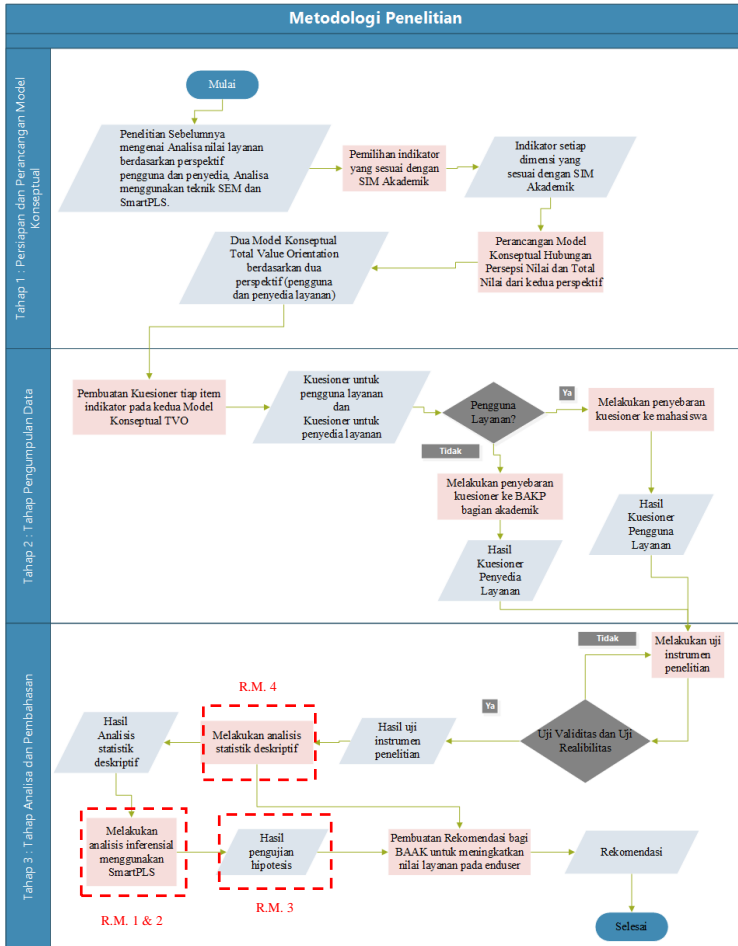 Metodologi Penelitian
Tahap 1 : Persiapan dan Perancangan Model
Konseptual
Mulai
Penelitian Sebelumnya
mengenai Analisa nilai layanan
berdasarkan perspektif
pengguna dan penyedia, Analisa
menggunakan teknik SEM dan
SmartPLS.
Pemilihan indikator
yang sesuai dengan
SIM Akademik
Indikator setiap
dimensi yang
sesuai dengan SIM
Akademik
Perancangan Model
Konseptual Hubungan
Persepsi Nilai dan Total
Nilai dari kedua perspektif
Dua Model Konseptual
Total Value Orientation
berdasarkan dua
perspektif (pengguna
dan penyedia layanan)
Tahap 2 : Tahap Pengumpulan Data
Pembuatan Kuesioner tiap item
indikator pada kedua Model
Konseptual TVO
Kuesioner untuk
pengguna layanan
dan
Kuesioner untuk
penyedia layanan
Pengguna
Layanan?
Ya
Melakukan penyebaran
kuesioner ke mahasiswa
Tidak
Melakukan penyebaran
kuesioner ke BAKP
bagian akademik
Hasil
Kuesioner
Pengguna
Layanan
Hasil
Kuesioner
Penyedia
Layanan
Tahap 3 : Tahap Analisa dan Pembahasan
Tidak
Melakukan uji
instrumen
penelitian
Uji Validitas dan Uji
Realibilitas
Ya
Hasil uji
instrumen
penelitian
R.M. 4
Melakukan analisis
statistik deskriptif
Hasil
Analisis
statistik
deskriptif
Melakukan
analisis inferensial
menggunakan
SmartPLS
R.M. 1 & 2
Hasil
pengujian
hipotesis
R.M. 3
Pembuatan Rekomendasi bagi
BAAK untuk meningkatkan
nilai layanan pada enduser
Rekomendasi
Selesai